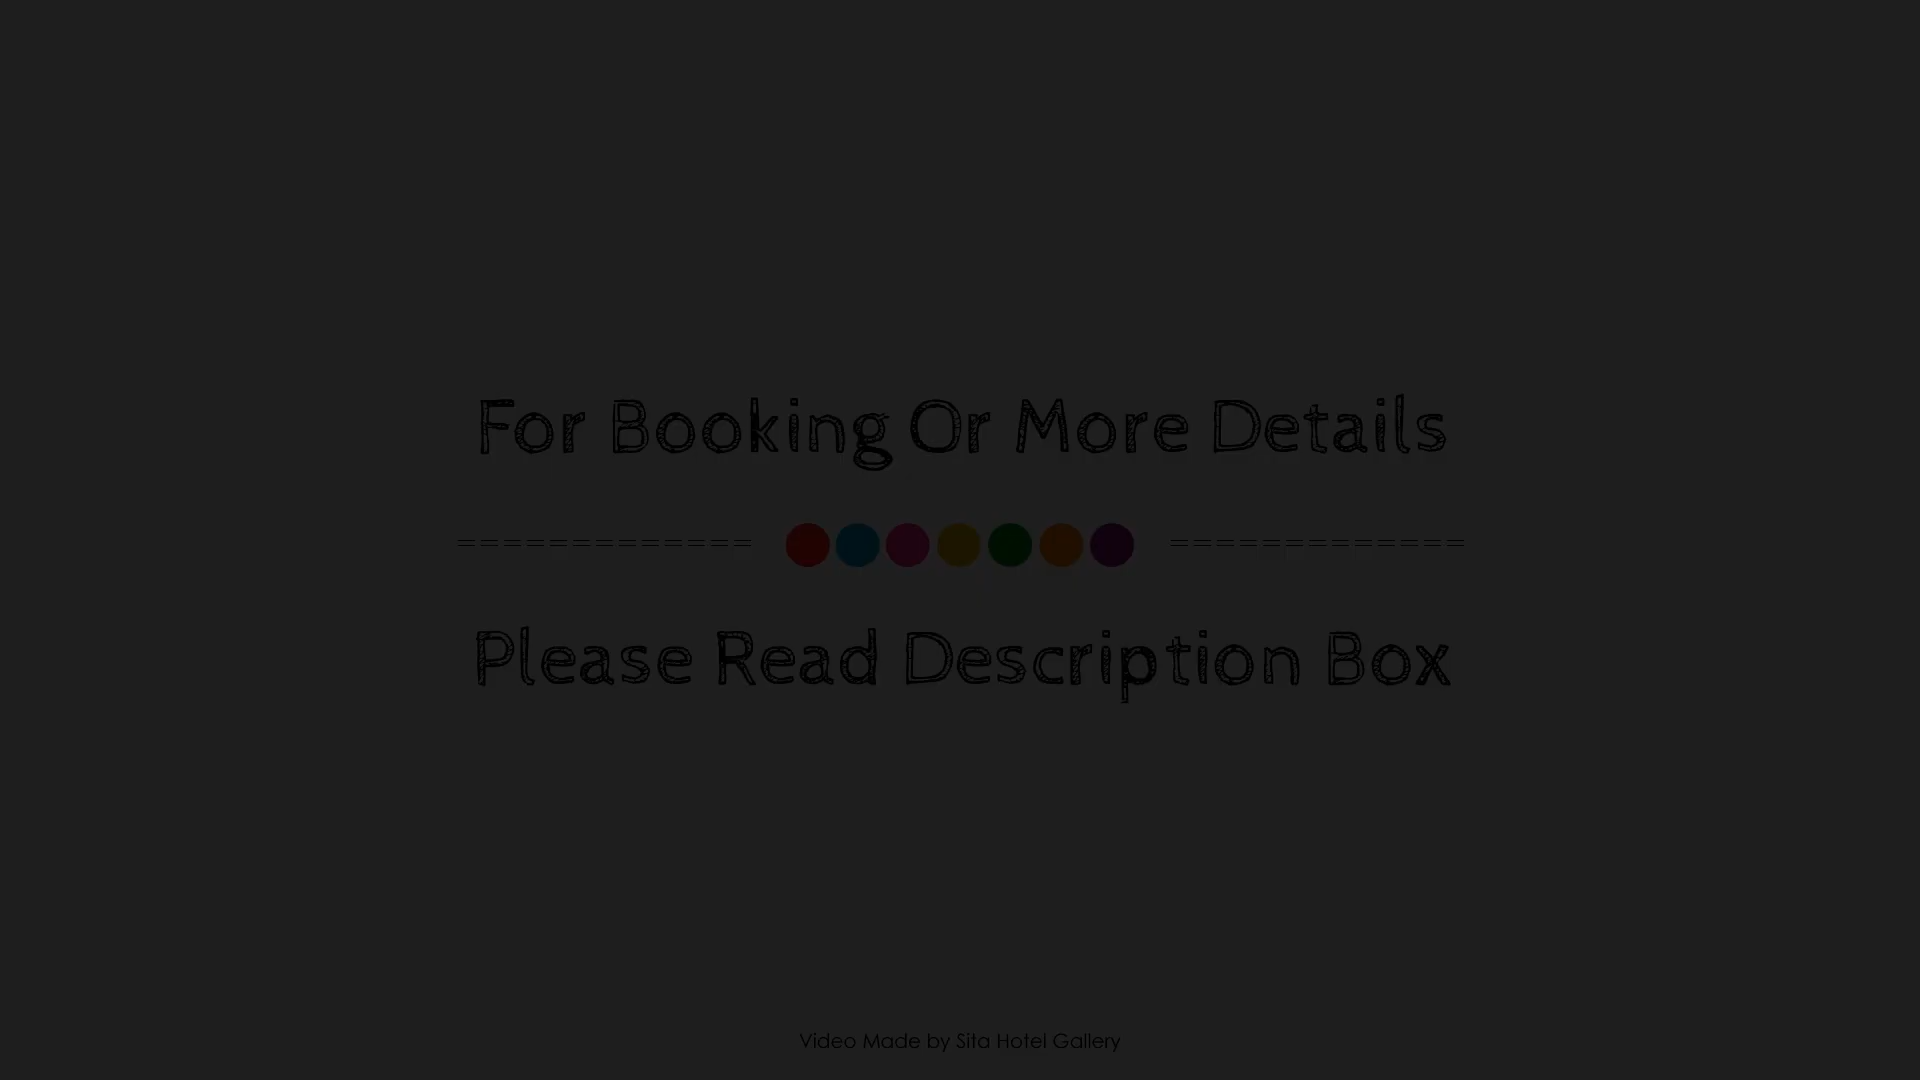 For Booking Or More Details
============= =============
Please Read Description Box
Video Made by Sita Hotel Gallery